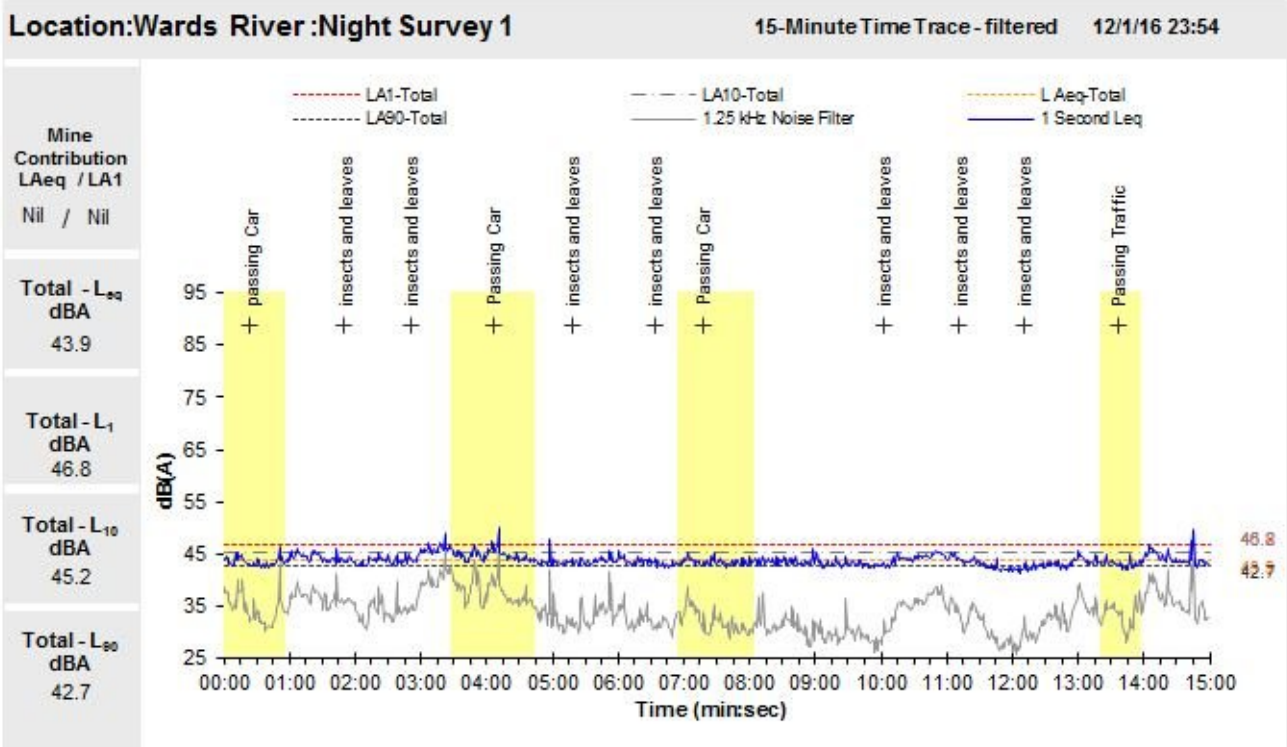 Location:Wards River :Night Survey 1
15-Minute Time Trace - filtered 12/1/16 23:54
LA1-Total
LA10-Total
L Aeq-Total
LA90-Total
1.25 kHz Noise Filter
1 Second Leq
Mine
Contribution
LAeq / LA1
Nil / Nil
Total - Leq
dBA
43.9
Total - L1
dBA
46.8
Total - L10
dBA
45.2
Total - L90
dBA
42.7
passing Car
insects and leaves
insects and leaves
Passing Car
insects and leaves
insects and leaves
Passing Car
insects and leaves
insects and leaves
insects and leaves
Passing Traffic
95
85
75
65
55
45
35
25
dB(A)
46.8
42.7
00:00 01:00 02:00 03:00 04:00 05:00 06:00 07:00 08:00 09:00 10:00 11:00 12:00 13:00 14:00 15:00
Time (min:sec)